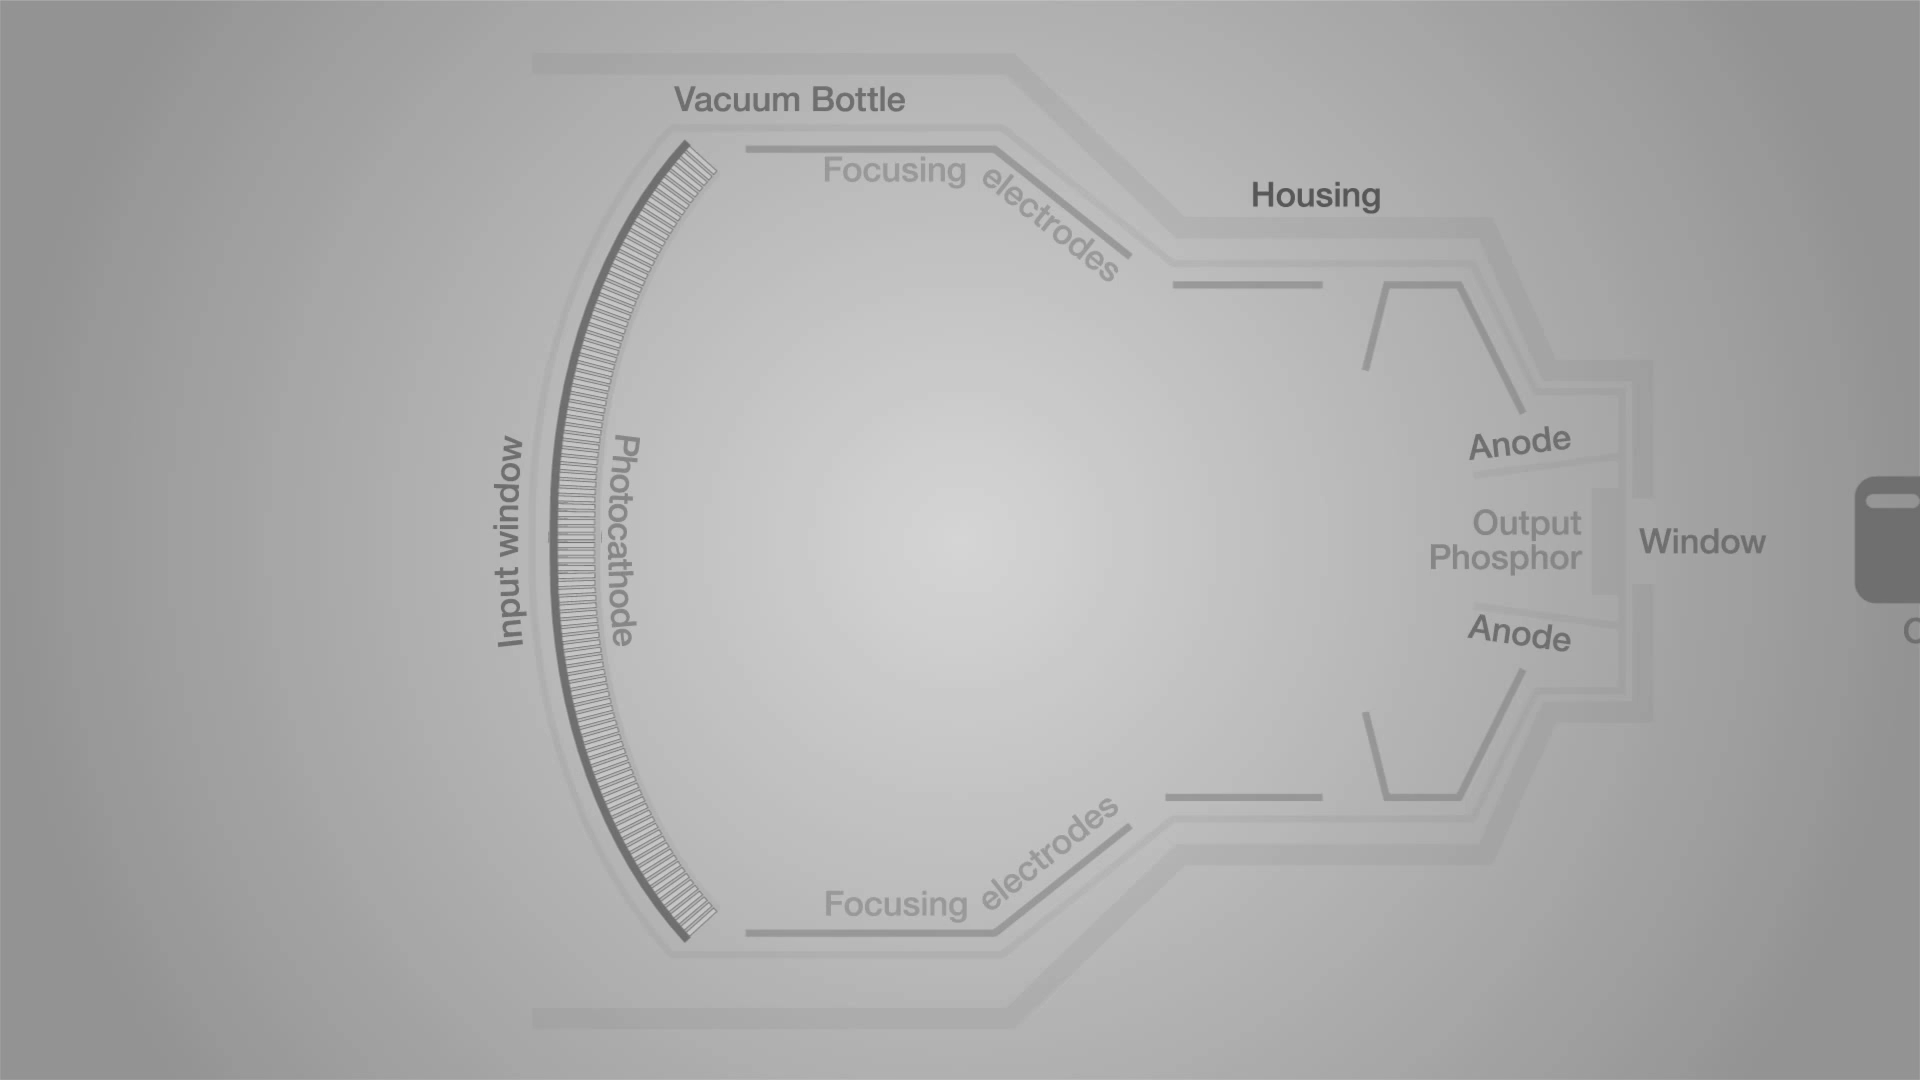 Vacuum Bottle
Focusing electrodes
Housing
Input window
Photocathode
Anode
Output
Phosphor
Window
Anode
Focusing electrodes